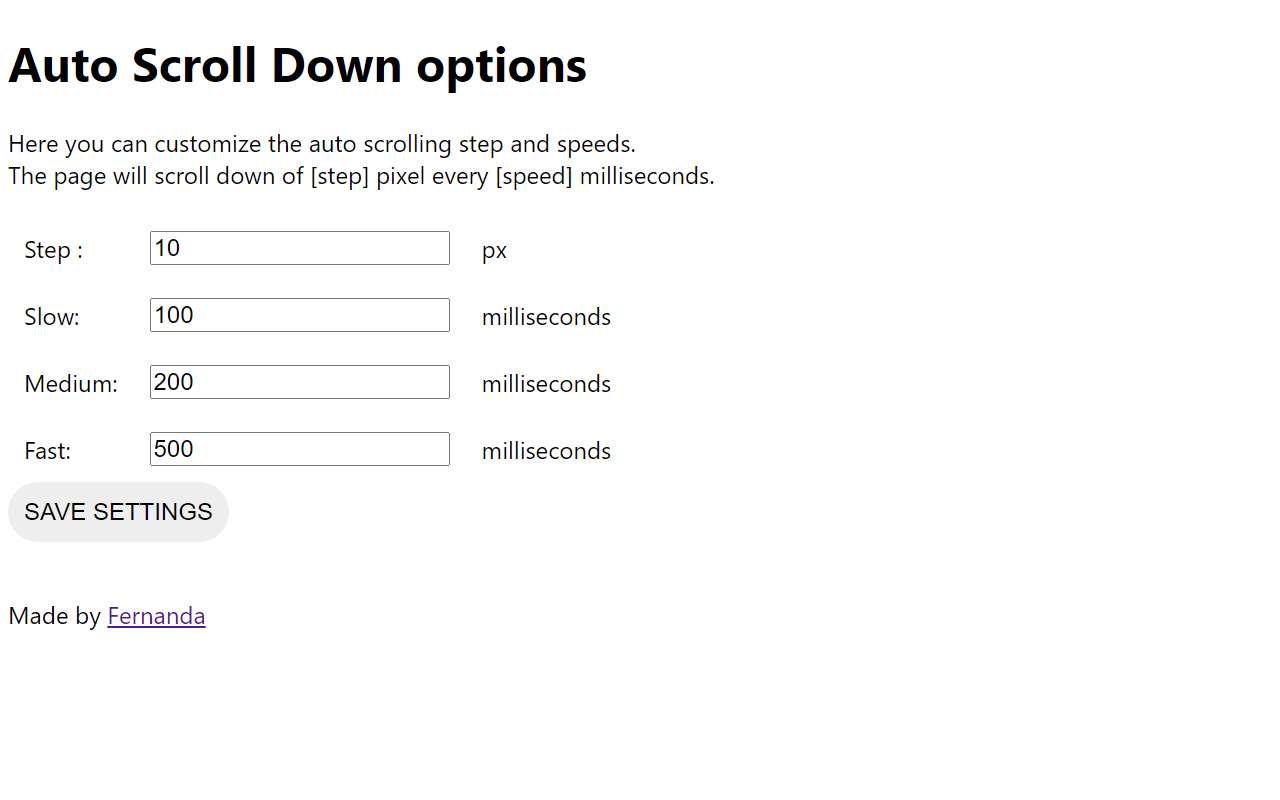 Auto Scroll Down options
Here you can customize the auto scrolling step and speeds.
The page will scroll down of [step] pixel every [speed] milliseconds.
Step : 10 px
Slow: 100 milliseconds
Medium: 200 milliseconds
Fast: 500 milliseconds
SAVE SETTINGS
Made by Fernanda